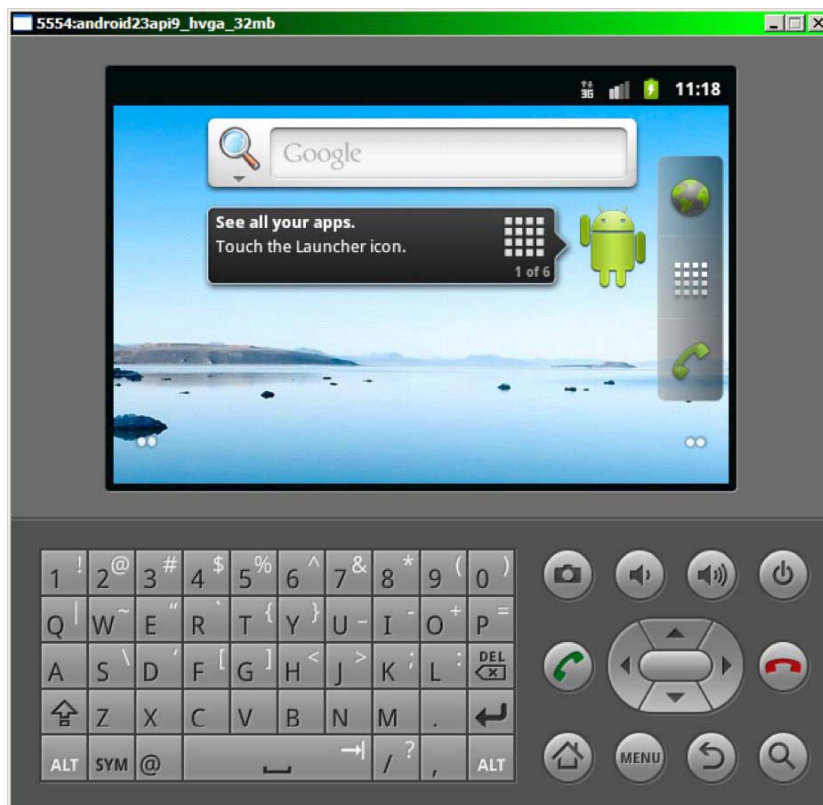 5554:android23api9_hvga_32mb
3G 11:18
Google
See all your apps.
Touch the Launcher icon.
1 of 6
1 ! 2 @ 3 # 4 $ 5 % 6 ^ 7 & 8 * 9 ( 0 )
Q | W ~ E " R ` T { Y } U _ I - O + P =
A S \ D ' F [ G ] H < J > K ; L : DEL
Z X C V B N M .
ALT SYM @ / ? , ALT
MENU